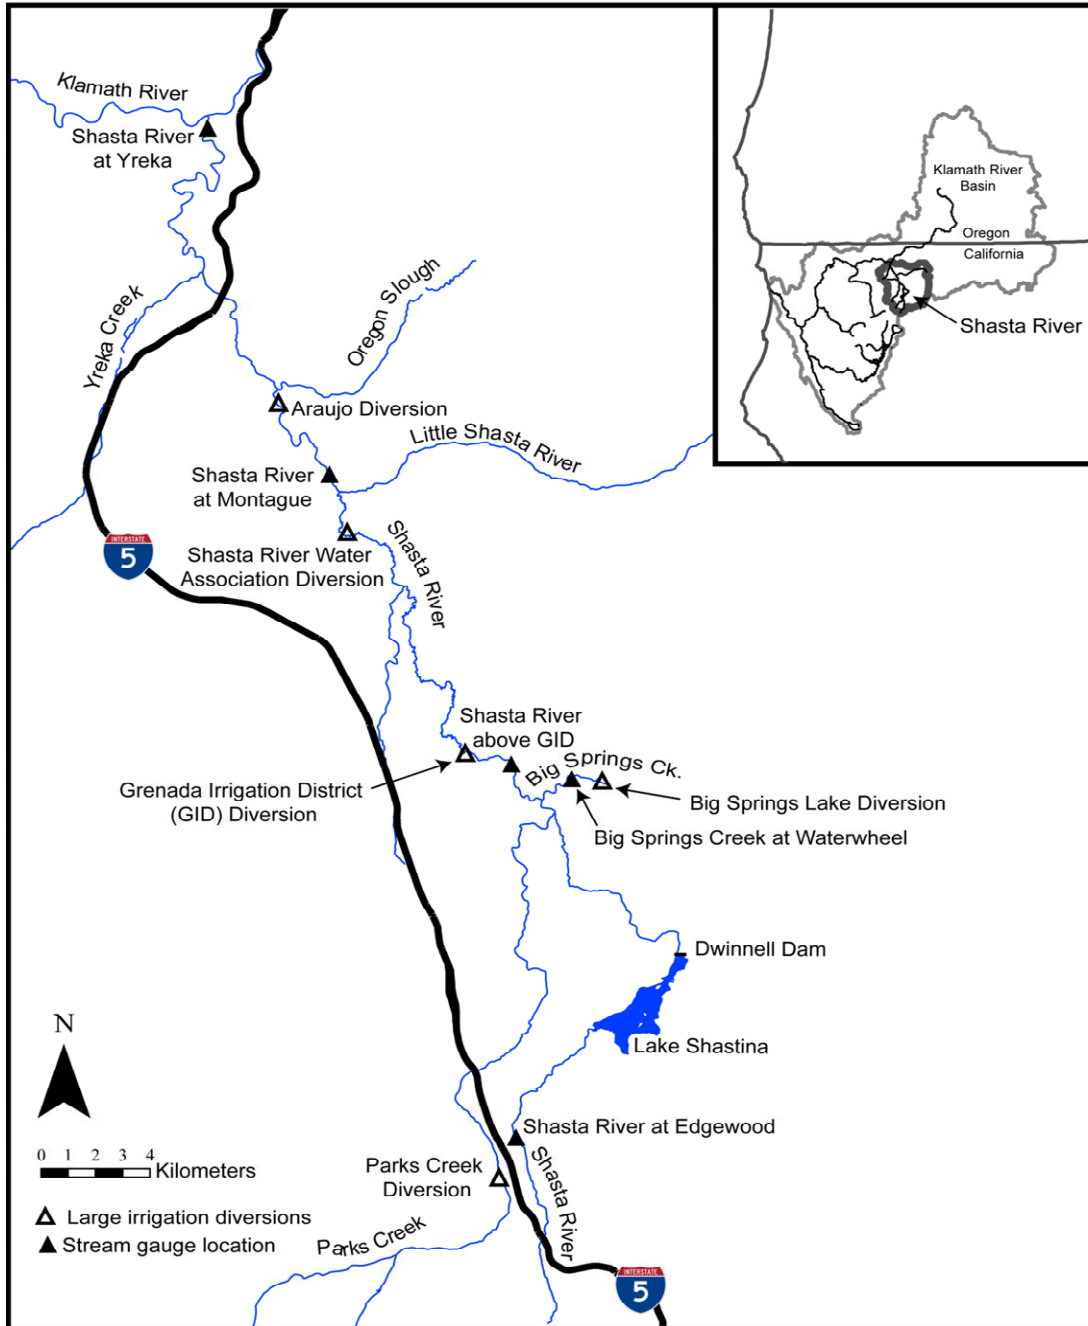 Klamath River
Shasta River
at Yreka
Klamath River
Basin
Oregon
California
Shasta River
Yreka Creek
Oregon Slough
Araujo Diversion
Little Shasta River
Shasta River
at Montague
INTERSTATE
5
Shasta River Water
Association Diversion
Shasta River
Shasta River
above GID
Big Springs Ck.
Grenada Irrigation District
(GID) Diversion
Big Springs Lake Diversion
Big Springs Creek at Waterwheel
Dwinnell Dam
Lake Shastina
N
0 1 2 3 4
Kilometers
Shasta River at Edgewood
Parks Creek
Diversion
Shasta River
Large irrigation diversions
Stream gauge location
Parks Creek
INTERSTATE
5